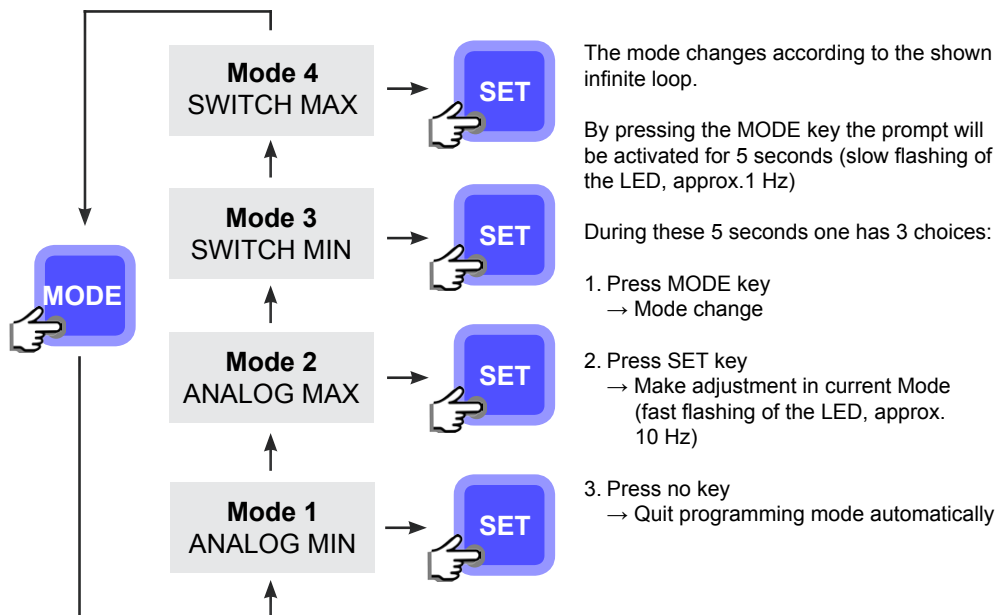 Mode 4
SWITCH MAX
SET
Mode 3
SWITCH MIN
SET
MODE
Mode 2
ANALOG MAX
SET
Mode 1
ANALOG MIN
SET
The mode changes according to the shown
infinite loop.
By pressing the MODE key the prompt will
be activated for 5 seconds (slow flashing of
the LED, approx.1 Hz)
During these 5 seconds one has 3 choices:
1. Press MODE key
→ Mode change
2. Press SET key
→ Make adjustment in current Mode
(fast flashing of the LED, approx.
10 Hz)
3. Press no key
→ Quit programming mode automatically